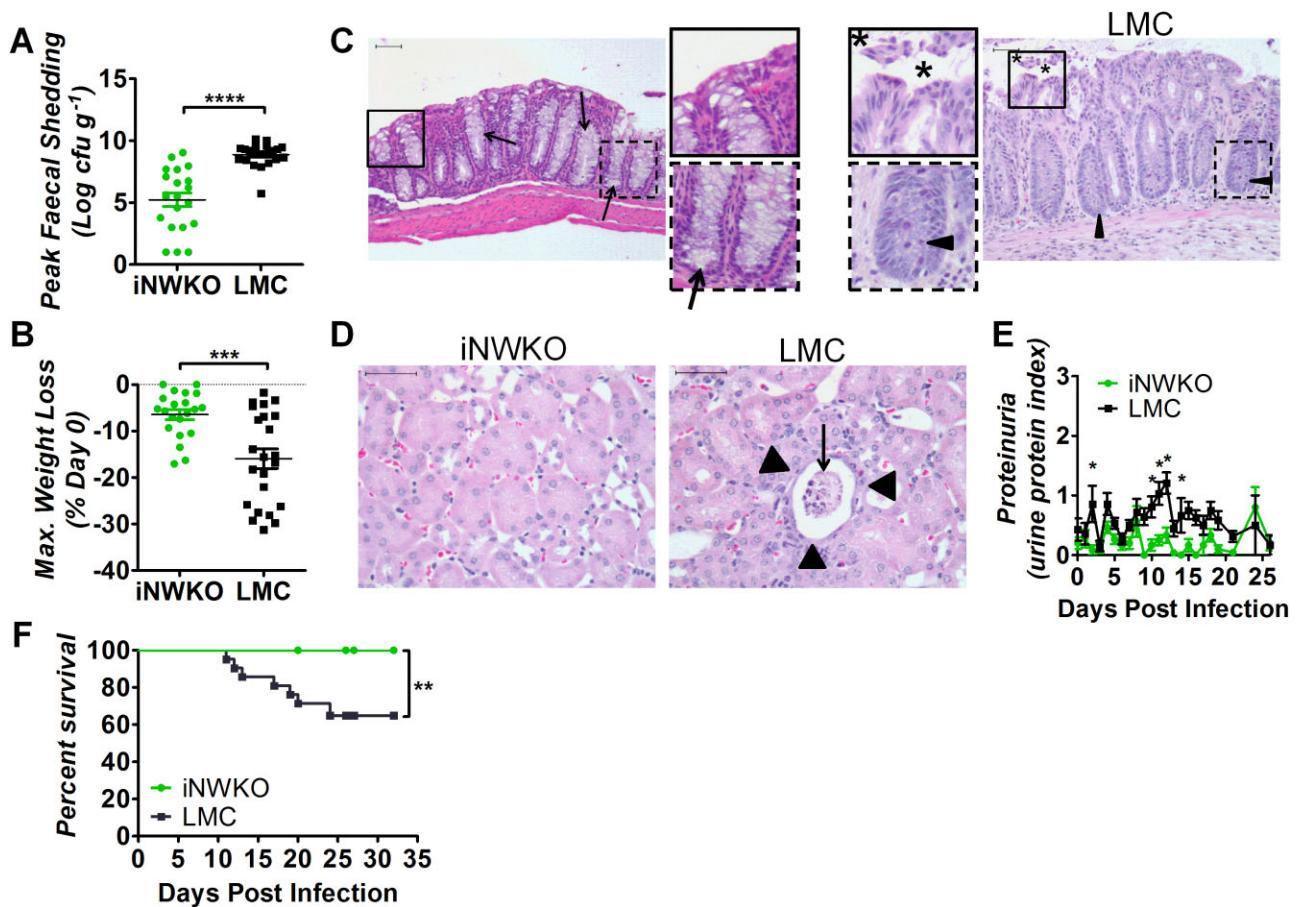 A
Peak Faecal Shedding
(Log cfu g⁻¹)
15
10
5
0
****
iNWKO LMC
C
LMC
*
*
*
*
B
Max. Weight Loss
(% Day 0)
0
-10
-20
-30
-40
***
iNWKO LMC
D
iNWKO
LMC
E
Proteinuria
(urine protein index)
3
2
1
0
iNWKO
LMC
*
*
*
*
0 5 10 15 20 25
Days Post Infection
F
Percent survival
100
80
60
40
20
0
**
iNWKO
LMC
0 5 10 15 20 25 30 35
Days Post Infection